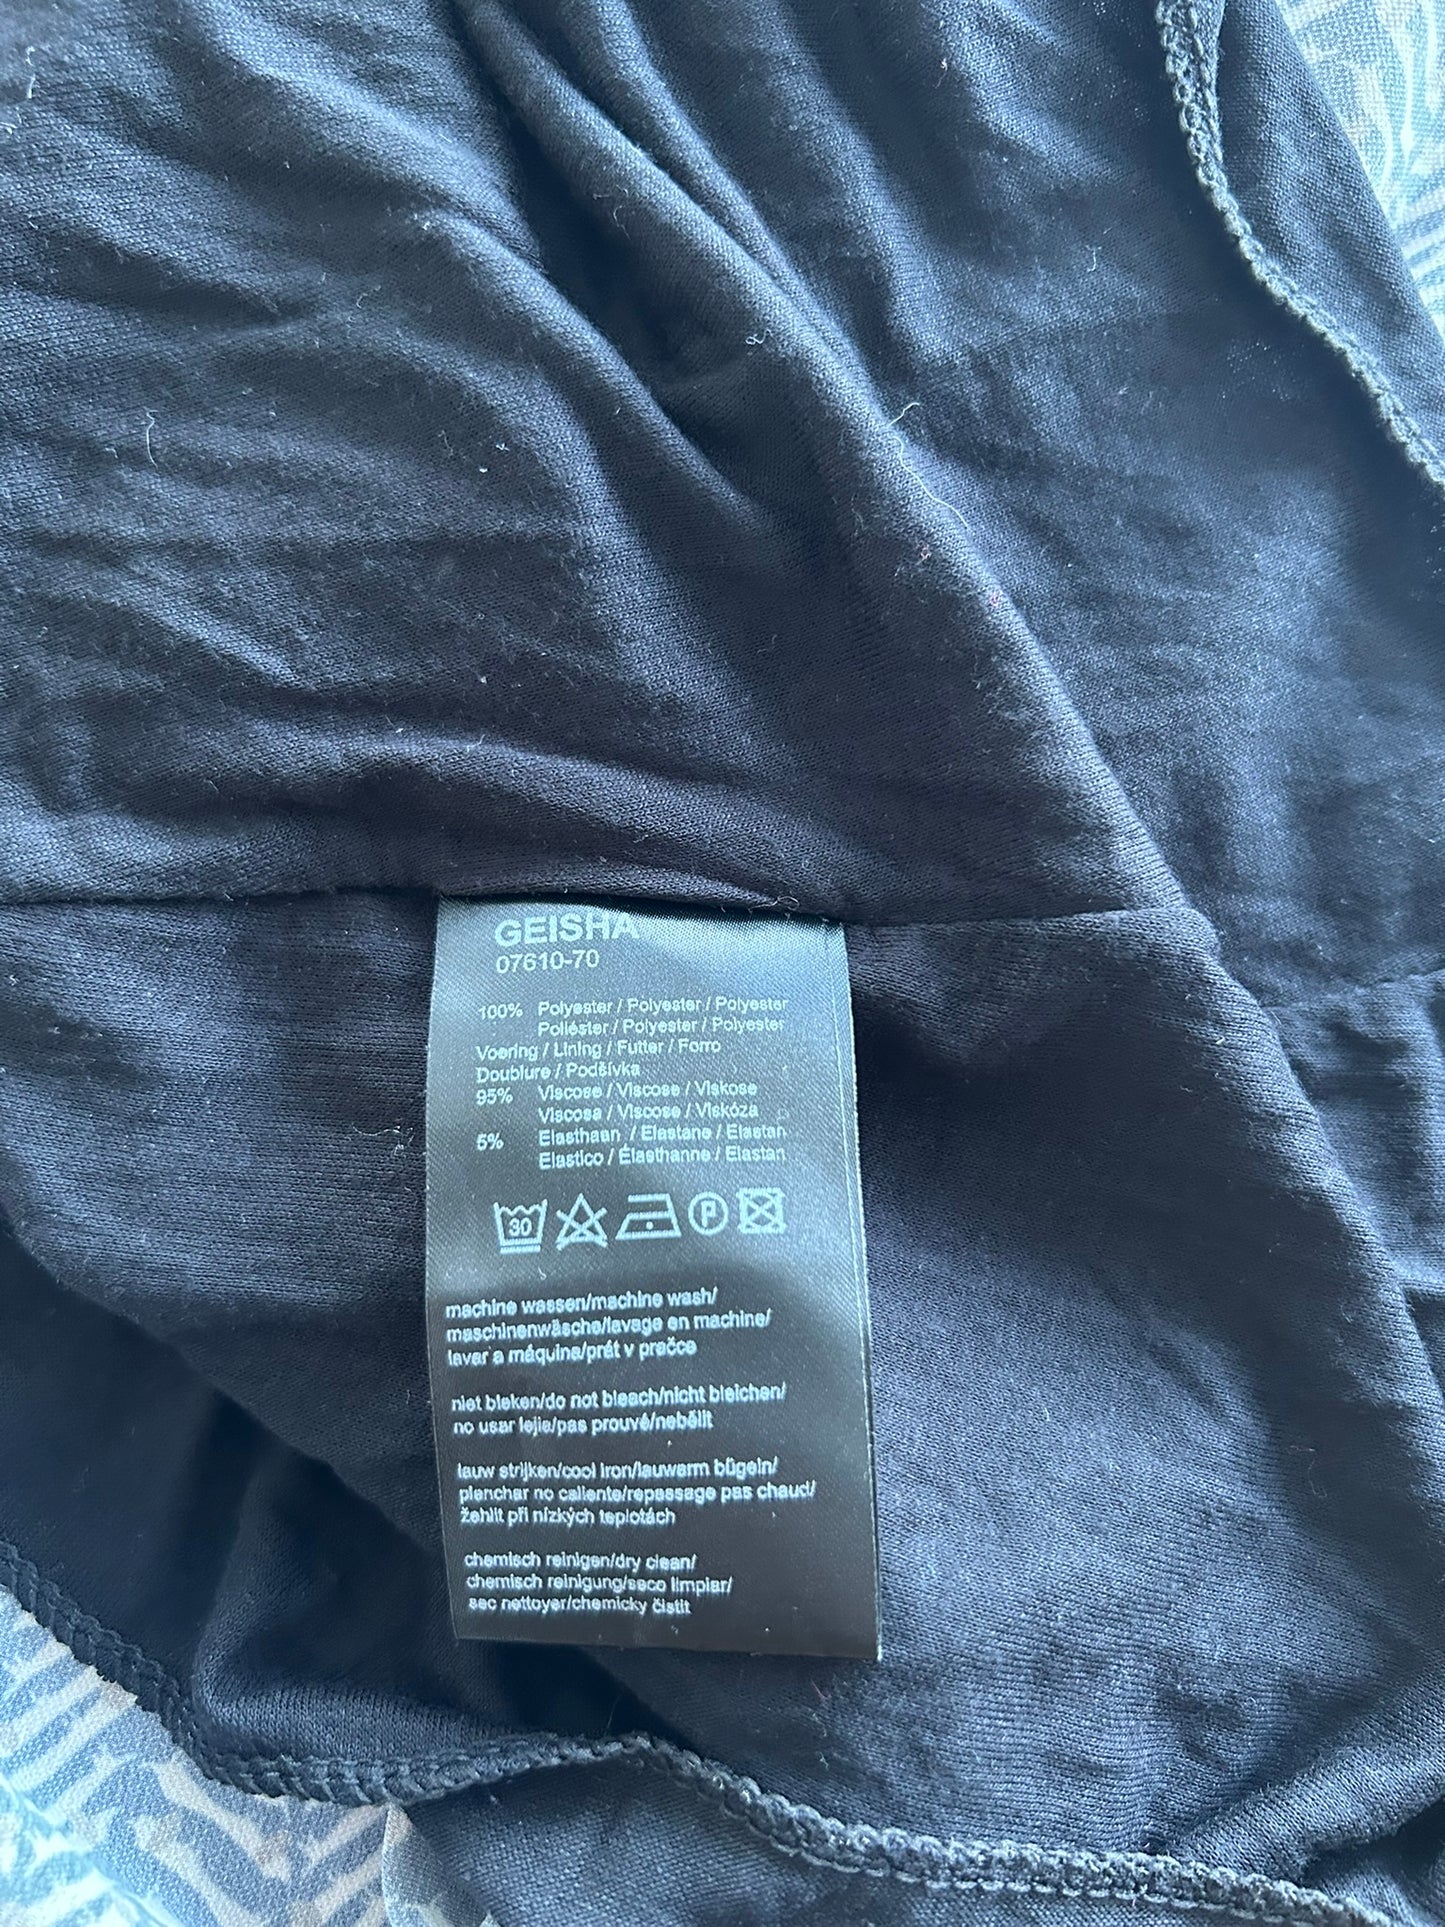 GEISHA
07610-70
100% Polyester / Polyester / Polyester
Poliéster / Polyester / Polyester
Voering / Lining / Futter / Forro
Doublure / Podšívka
95% Viscose / Viscose / Viskose
Viscosa / Viscose / Viskóza
5% Elasthaan / Elastane / Elastan
Elastico / Élasthanne / Elastan
30 P
machine wassen/machine wash/
maschinenwäsche/lavage en machine/
lavar a máquina/prát v pračce
niet bleken/do not bleach/nicht bleichen/
no usar lejie/pas prouvé/nebělit
lauw strijken/cool iron/lauwarm bügeln/
planchar no caliente/repassage pas chaud/
žehlit při nízkých teplotách
chemisch reinigen/dry clean/
chemisch reinigung/seco limpiar/
sec nettoyer/chemicky čistit